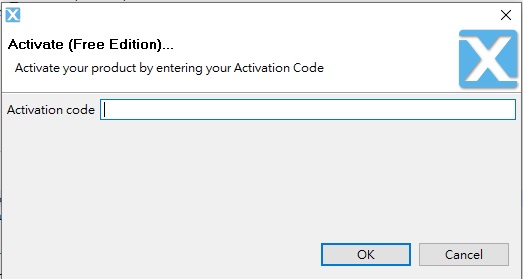 Activate (Free Edition)...
Activate your product by entering your Activation Code
X
Activation code
OK
Cancel